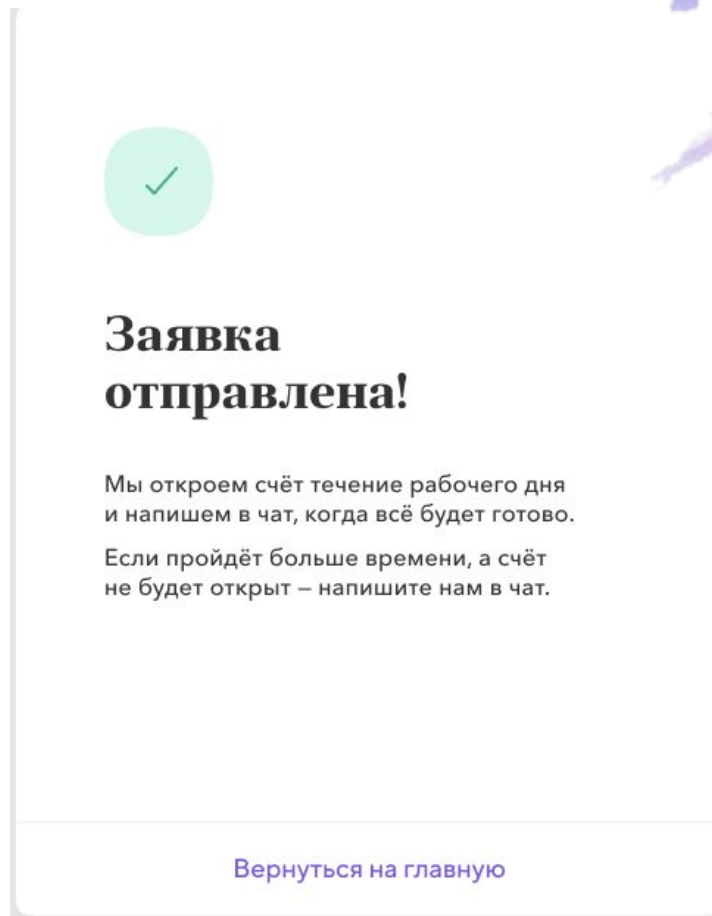 Заявка
отправлена!
Мы откроем счёт течение рабочего дня
и напишем в чат, когда всё будет готово.
Если пройдёт больше времени, а счёт
не будет открыт – напишите нам в чат.
Вернуться на главную